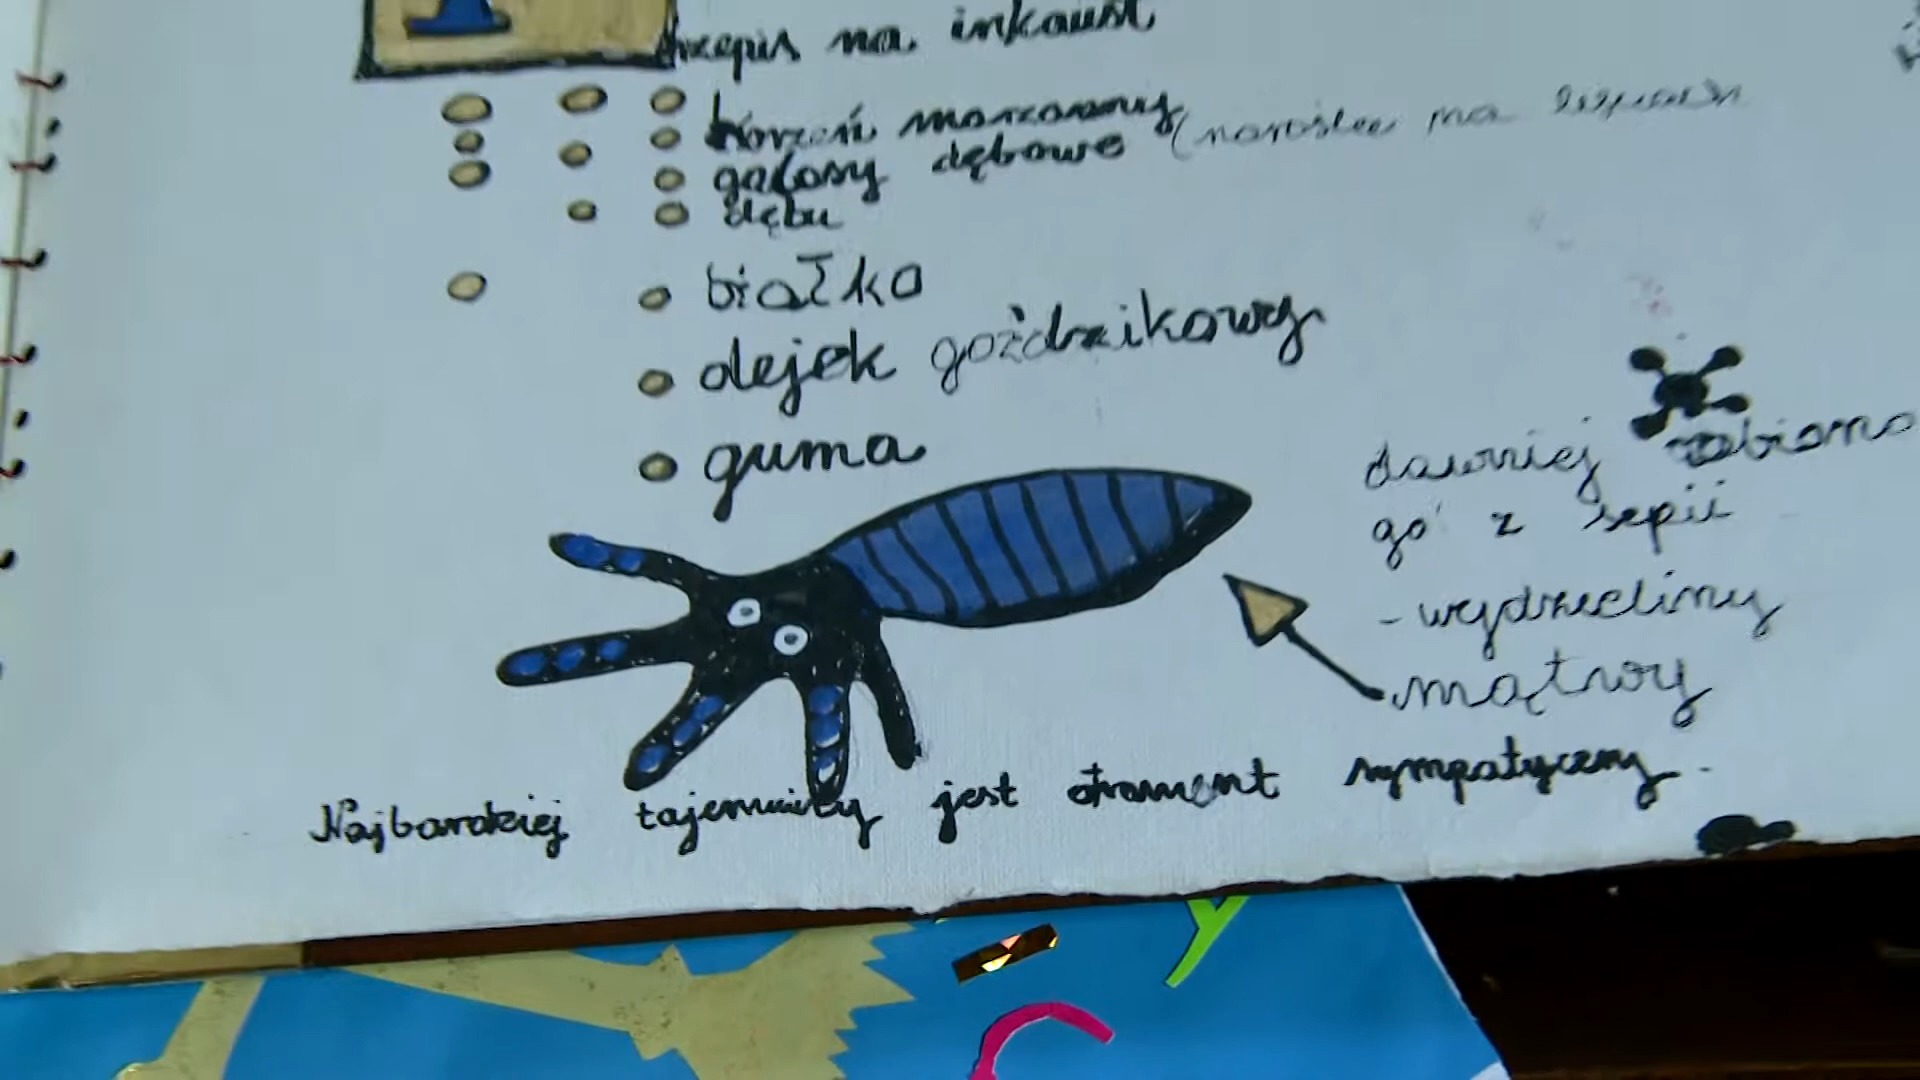 przepis na inkaust
korzeń marzanny
galasy dębowe (narośle na liściach
dębu
białko
olejek goździkowy
guma
dawniej robiono
go z sepii
- wydzieliny
mątwy
Najbardziej tajemniczy jest atrament sympatyczny.